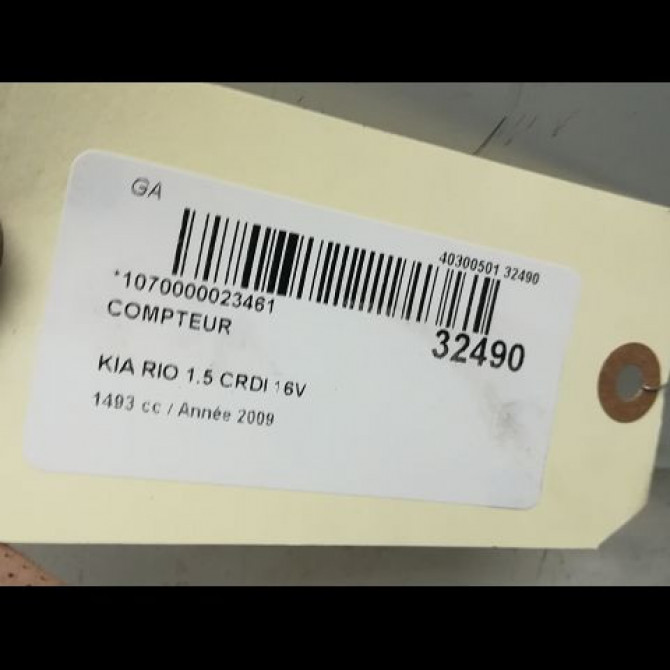 GA
40300501 32490
*1070000023461
COMPTEUR
32490
KIA RIO 1.5 CRDI 16V
1493 cc / Année 2009